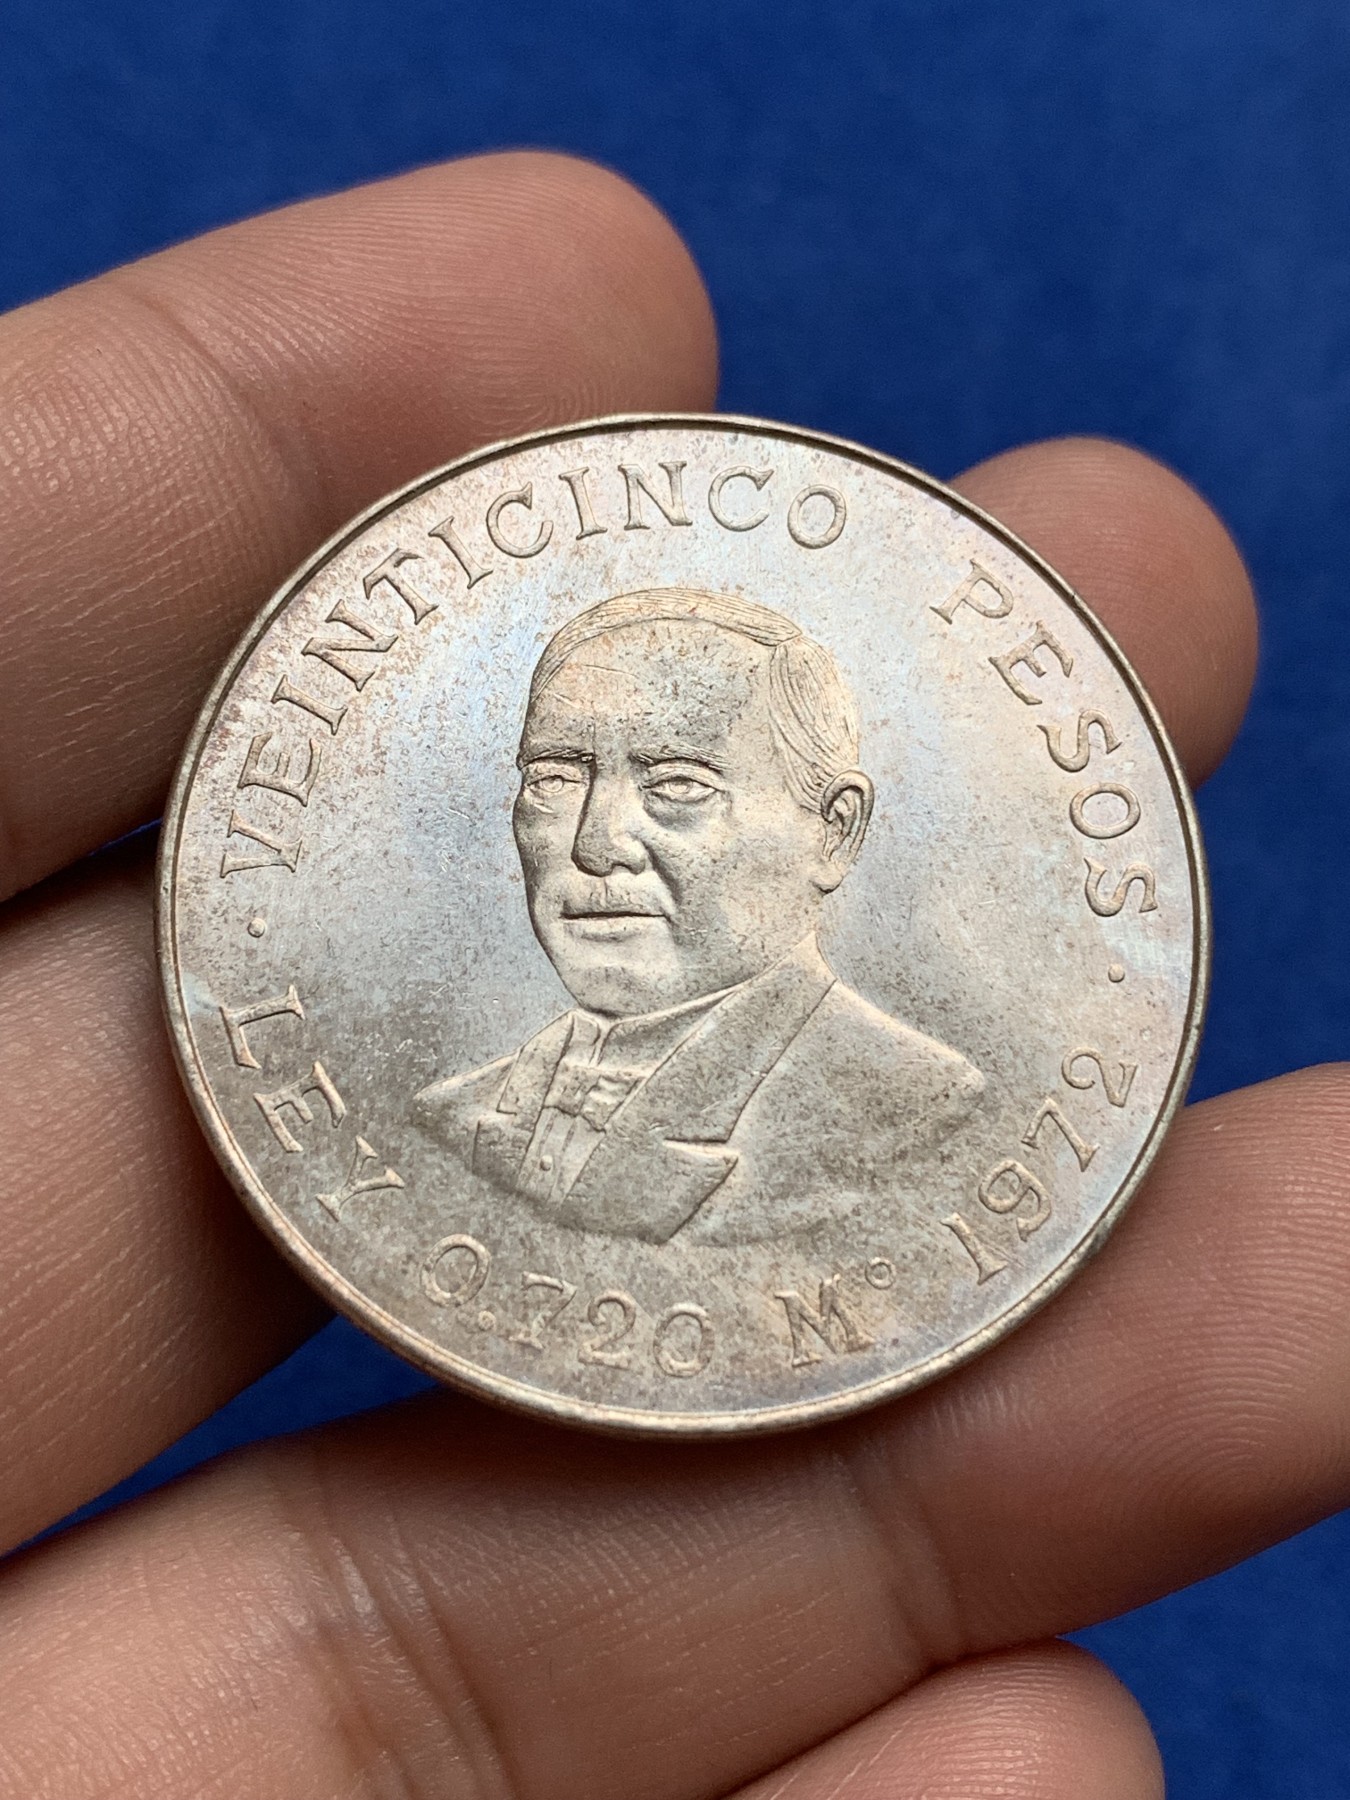 · VEINTICINCO PESOS ·
LEY 0.720 Mº 1972